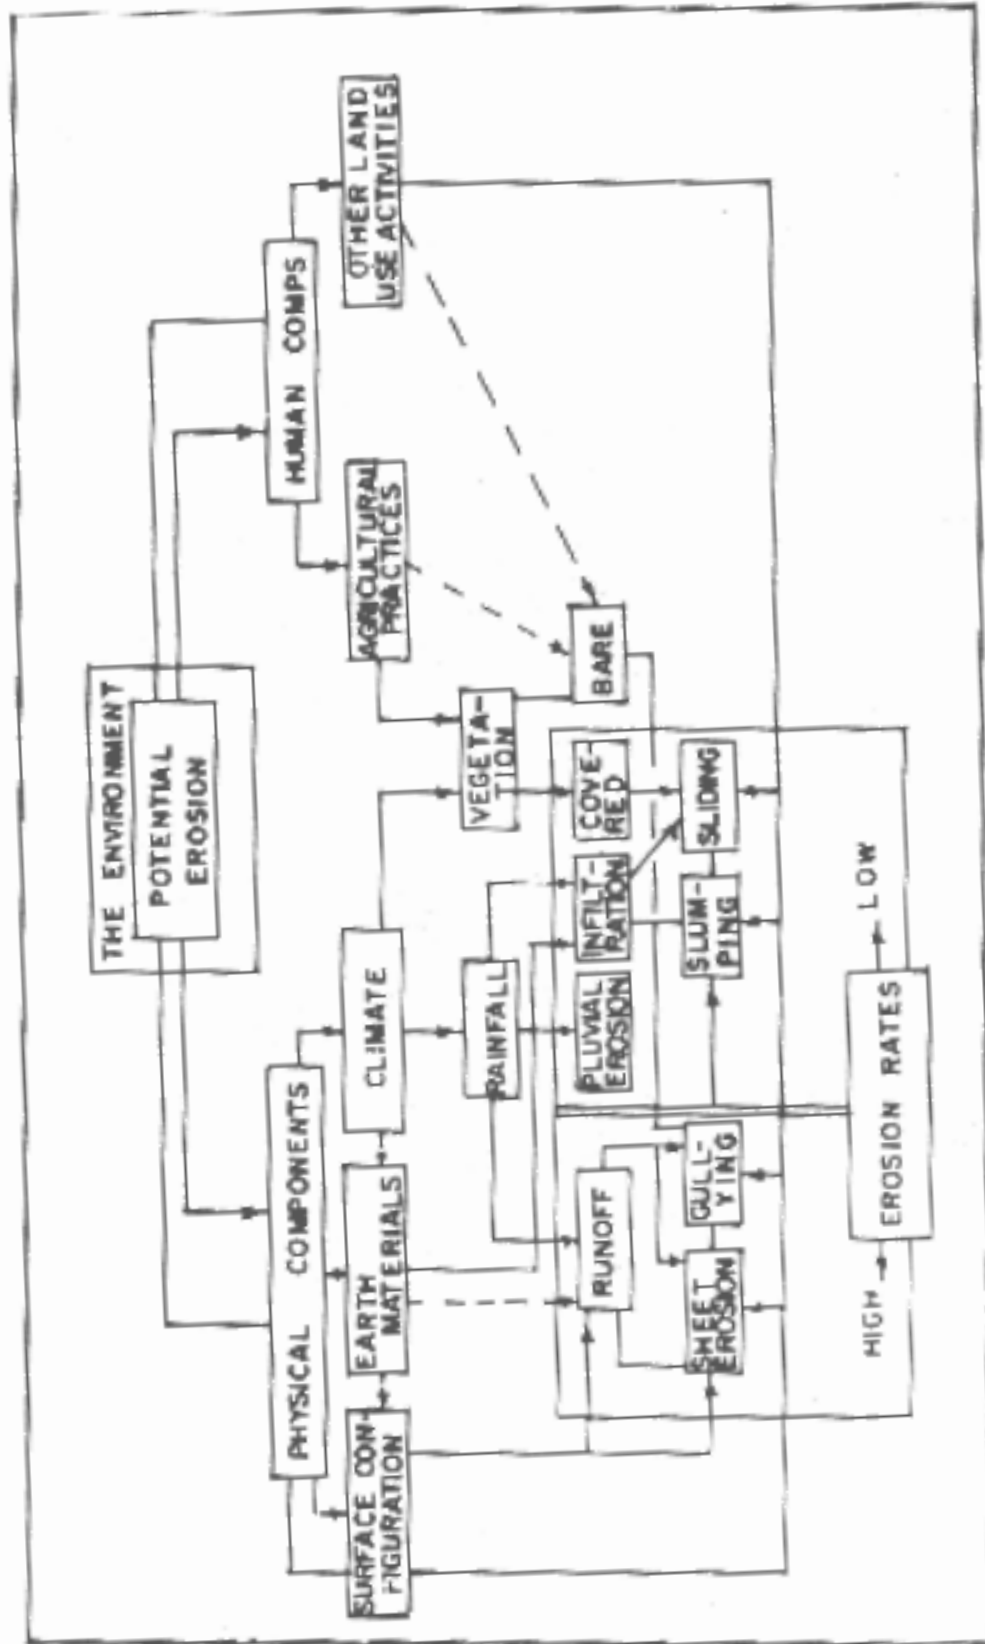 THE ENVIRONMENT
POTENTIAL
EROSION
PHYSICAL COMPONENTS
HUMAN COMPS
SURFACE CON-
FIGURATION
EARTH
MATERIALS
CLIMATE
AGRICULTURAL
PRACTICES
OTHER LAND
USE ACTIVITIES
RAINFALL
VEGETA-
TION
RUNOFF
PLUVIAL
EROSION
INFILT-
RATION
COVE-
RED
BARE
SHEET
EROSION
GULL-
YING
SLUM-
PING
SLIDING
HIGH
EROSION RATES
LOW